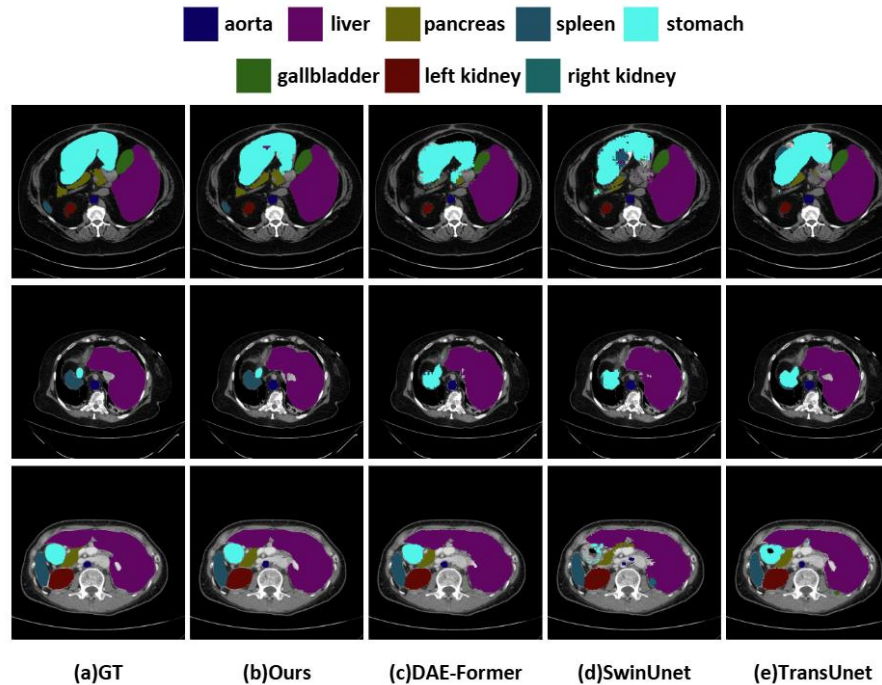 aorta liver pancreas spleen stomach
gallbladder left kidney right kidney
(a)GT (b)Ours (c)DAE-Former (d)SwinUnet (e)TransUnet